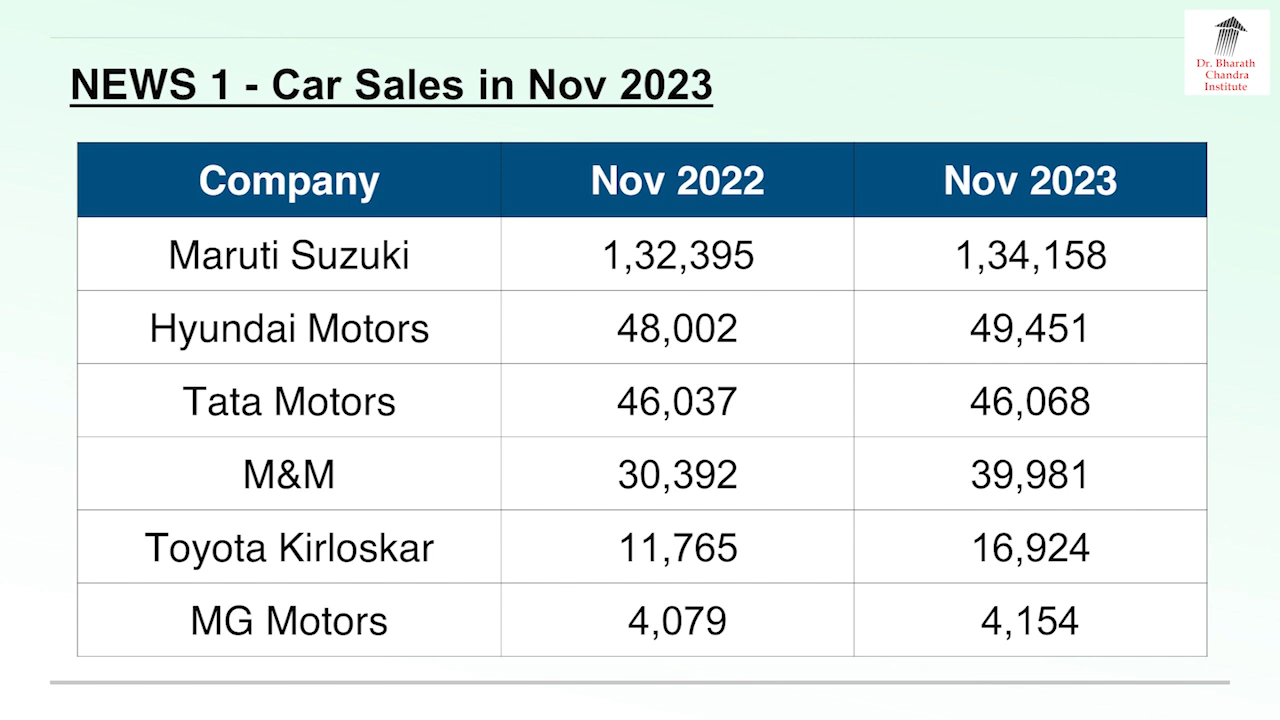 Dr. Bharath
Chandra
Institute
NEWS 1 - Car Sales in Nov 2023
Company Nov 2022 Nov 2023
Maruti Suzuki 1,32,395 1,34,158
Hyundai Motors 48,002 49,451
Tata Motors 46,037 46,068
M&M 30,392 39,981
Toyota Kirloskar 11,765 16,924
MG Motors 4,079 4,154